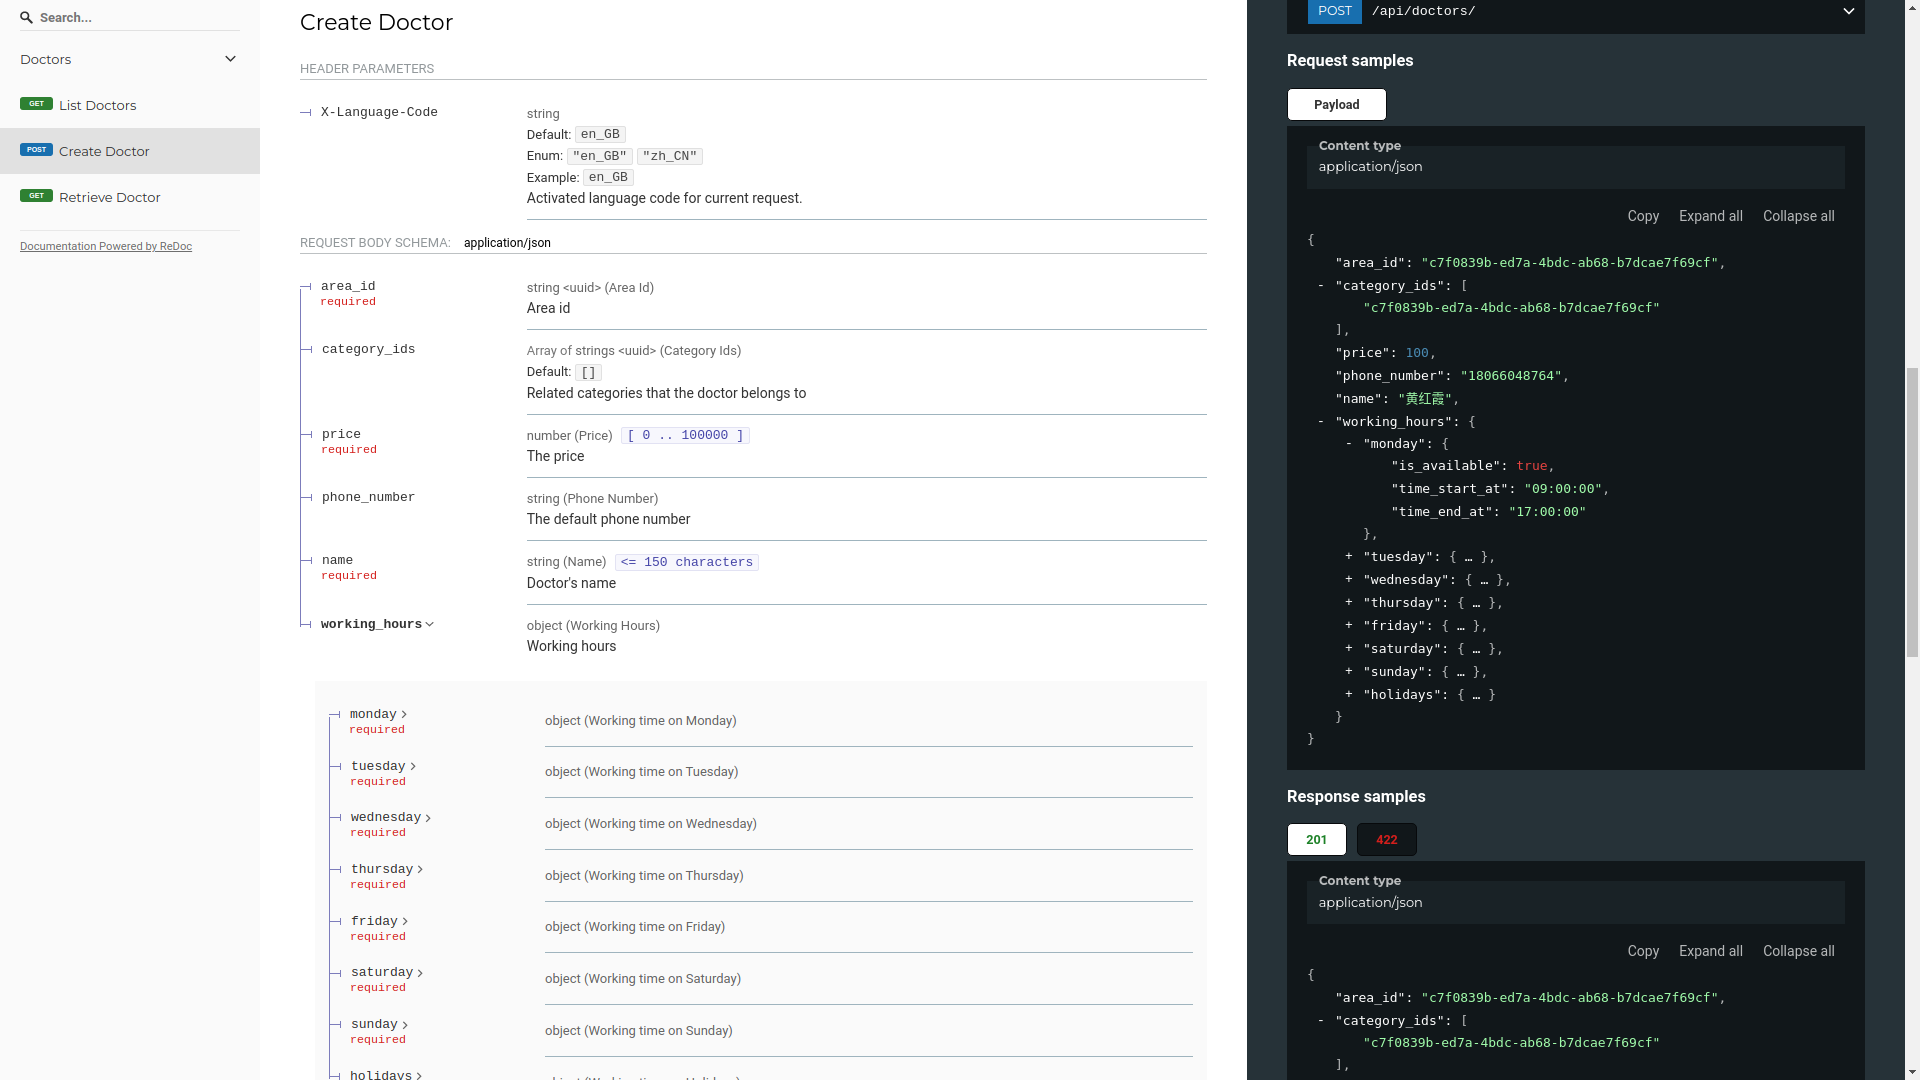 Search...
Doctors
GET List Doctors
POST Create Doctor
GET Retrieve Doctor
Documentation Powered by ReDoc
Create Doctor
HEADER PARAMETERS
X-Language-Code
string
Default: en_GB
Enum: "en_GB" "zh_CN"
Example: en_GB
Activated language code for current request.
REQUEST BODY SCHEMA: application/json
area_id
required
string <uuid> (Area Id)
Area id
category_ids
Array of strings <uuid> (Category Ids)
Default: []
Related categories that the doctor belongs to
price
required
number (Price) [ 0 .. 100000 ]
The price
phone_number
string (Phone Number)
The default phone number
name
required
string (Name) <= 150 characters
Doctor's name
working_hours
object (Working Hours)
Working hours
monday
required
object (Working time on Monday)
tuesday
required
object (Working time on Tuesday)
wednesday
required
object (Working time on Wednesday)
thursday
required
object (Working time on Thursday)
friday
required
object (Working time on Friday)
saturday
required
object (Working time on Saturday)
sunday
required
object (Working time on Sunday)
holidays
POST /api/doctors/
Request samples
Payload
Content type
application/json
Copy Expand all Collapse all
{
"area_id": "c7f0839b-ed7a-4bdc-ab68-b7dcae7f69cf",
- "category_ids": [
"c7f0839b-ed7a-4bdc-ab68-b7dcae7f69cf"
],
"price": 100,
"phone_number": "18066048764",
"name": "黄红霞",
- "working_hours": {
- "monday": {
"is_available": true,
"time_start_at": "09:00:00",
"time_end_at": "17:00:00"
},
+ "tuesday": { … },
+ "wednesday": { … },
+ "thursday": { … },
+ "friday": { … },
+ "saturday": { … },
+ "sunday": { … },
+ "holidays": { … }
}
}
Response samples
201 422
Content type
application/json
Copy Expand all Collapse all
{
"area_id": "c7f0839b-ed7a-4bdc-ab68-b7dcae7f69cf",
- "category_ids": [
"c7f0839b-ed7a-4bdc-ab68-b7dcae7f69cf"
],